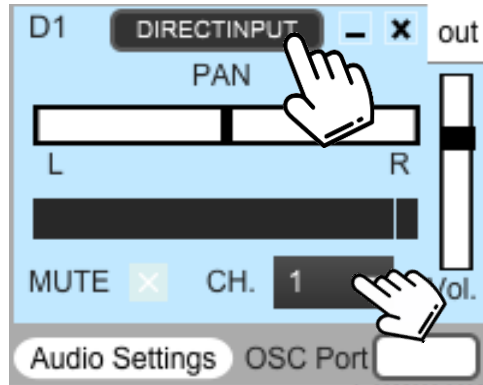 D1 DIRECTINPUT out
PAN
L R
MUTE CH. 1 Vol.
Audio Settings OSC Port